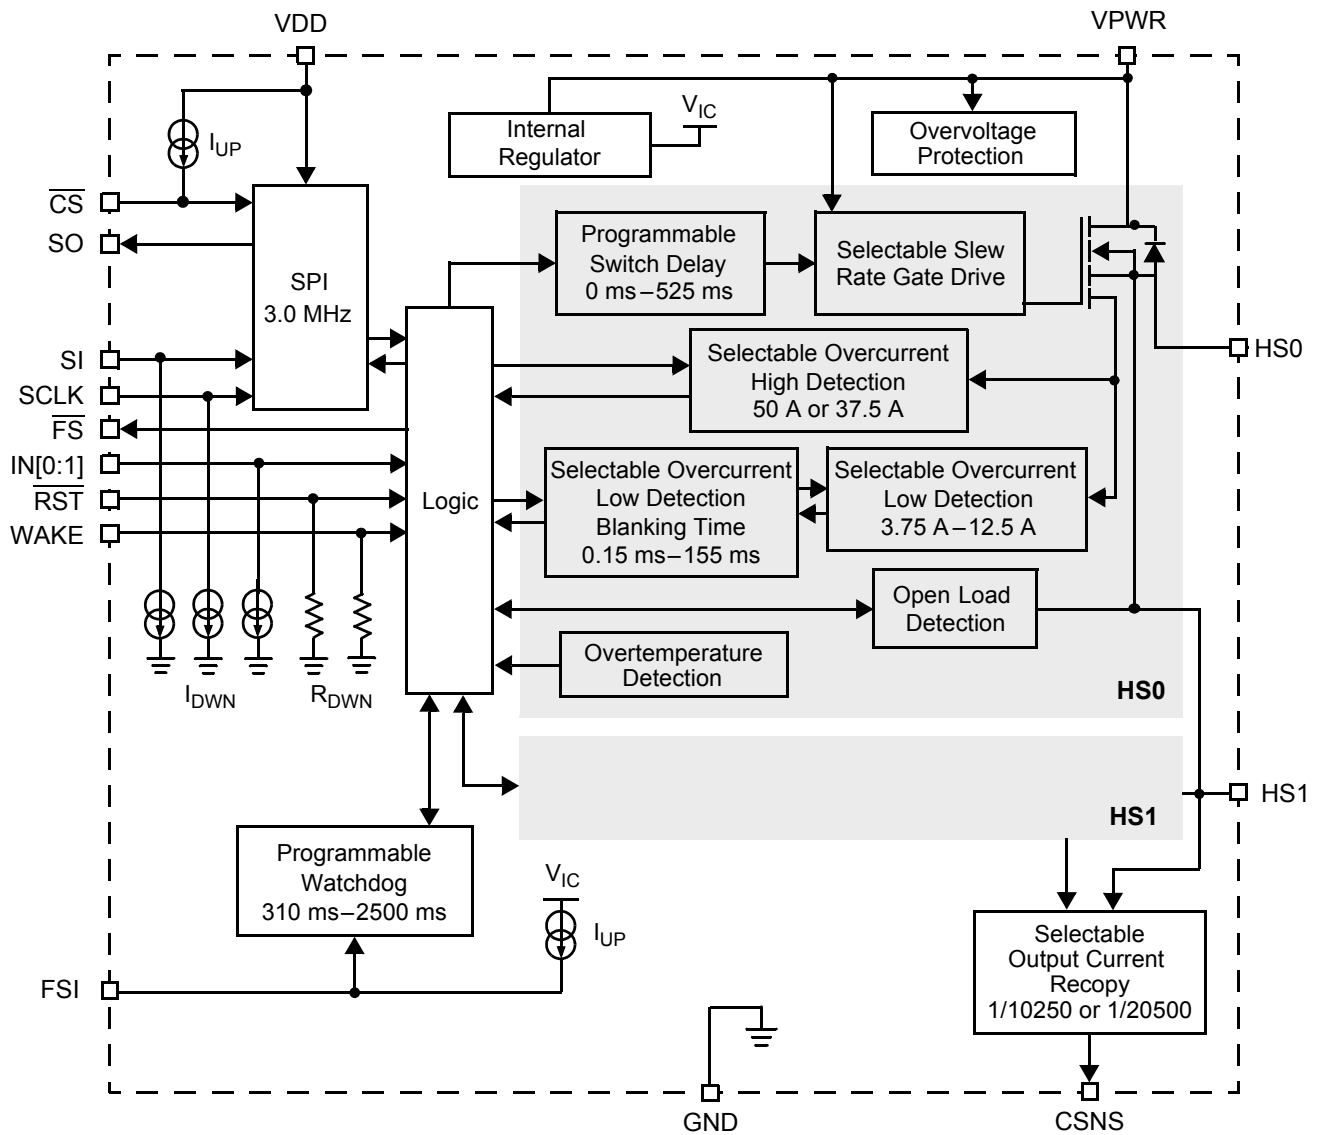 VDD
VPWR
VIC
Internal
Regulator
Overvoltage
Protection
IUP
CS
SO
SPI
3.0 MHz
Programmable
Switch Delay
0 ms–525 ms
Selectable Slew
Rate Gate Drive
SI
SCLK
FS
IN[0:1]
RST
WAKE
Logic
Selectable Overcurrent
High Detection
50 A or 37.5 A
HS0
Selectable Overcurrent
Low Detection
Blanking Time
0.15 ms–155 ms
Selectable Overcurrent
Low Detection
3.75 A–12.5 A
Open Load
Detection
Overtemperature
Detection
HS0
IDWN
RDWN
HS1
HS1
Programmable
Watchdog
310 ms–2500 ms
VIC
IUP
FSI
Selectable
Output Current
Recopy
1/10250 or 1/20500
GND
CSNS